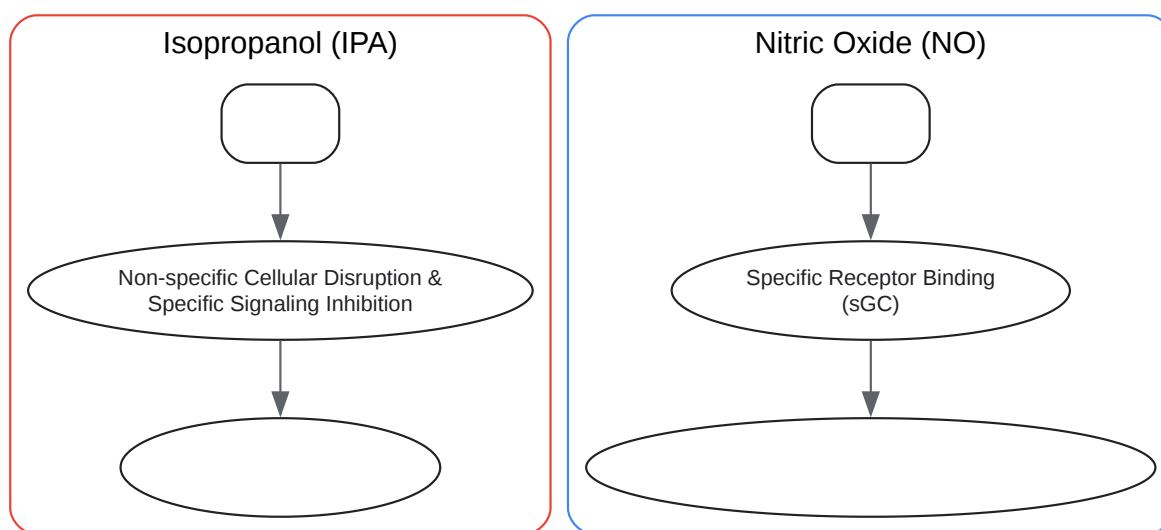 Isopropanol (IPA)
Non-specific Cellular Disruption &
Specific Signaling Inhibition
Nitric Oxide (NO)
Specific Receptor Binding
(sGC)